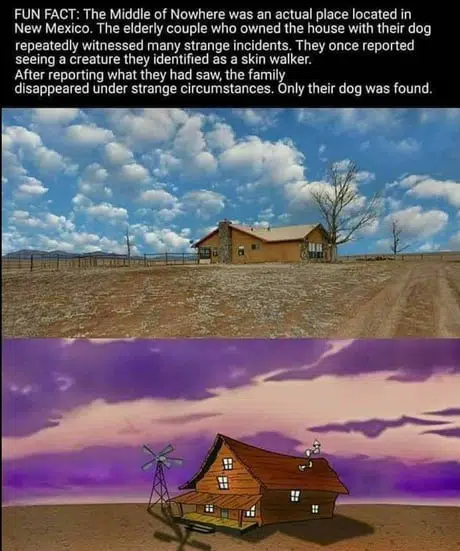 FUN FACT: The Middle of Nowhere was an actual place located in
New Mexico. The elderly couple who owned the house with their dog
repeatedly witnessed many strange incidents. They once reported
seeing a creature they identified as a skin walker.
After reporting what they had saw, the family
disappeared under strange circumstances. Only their dog was found.